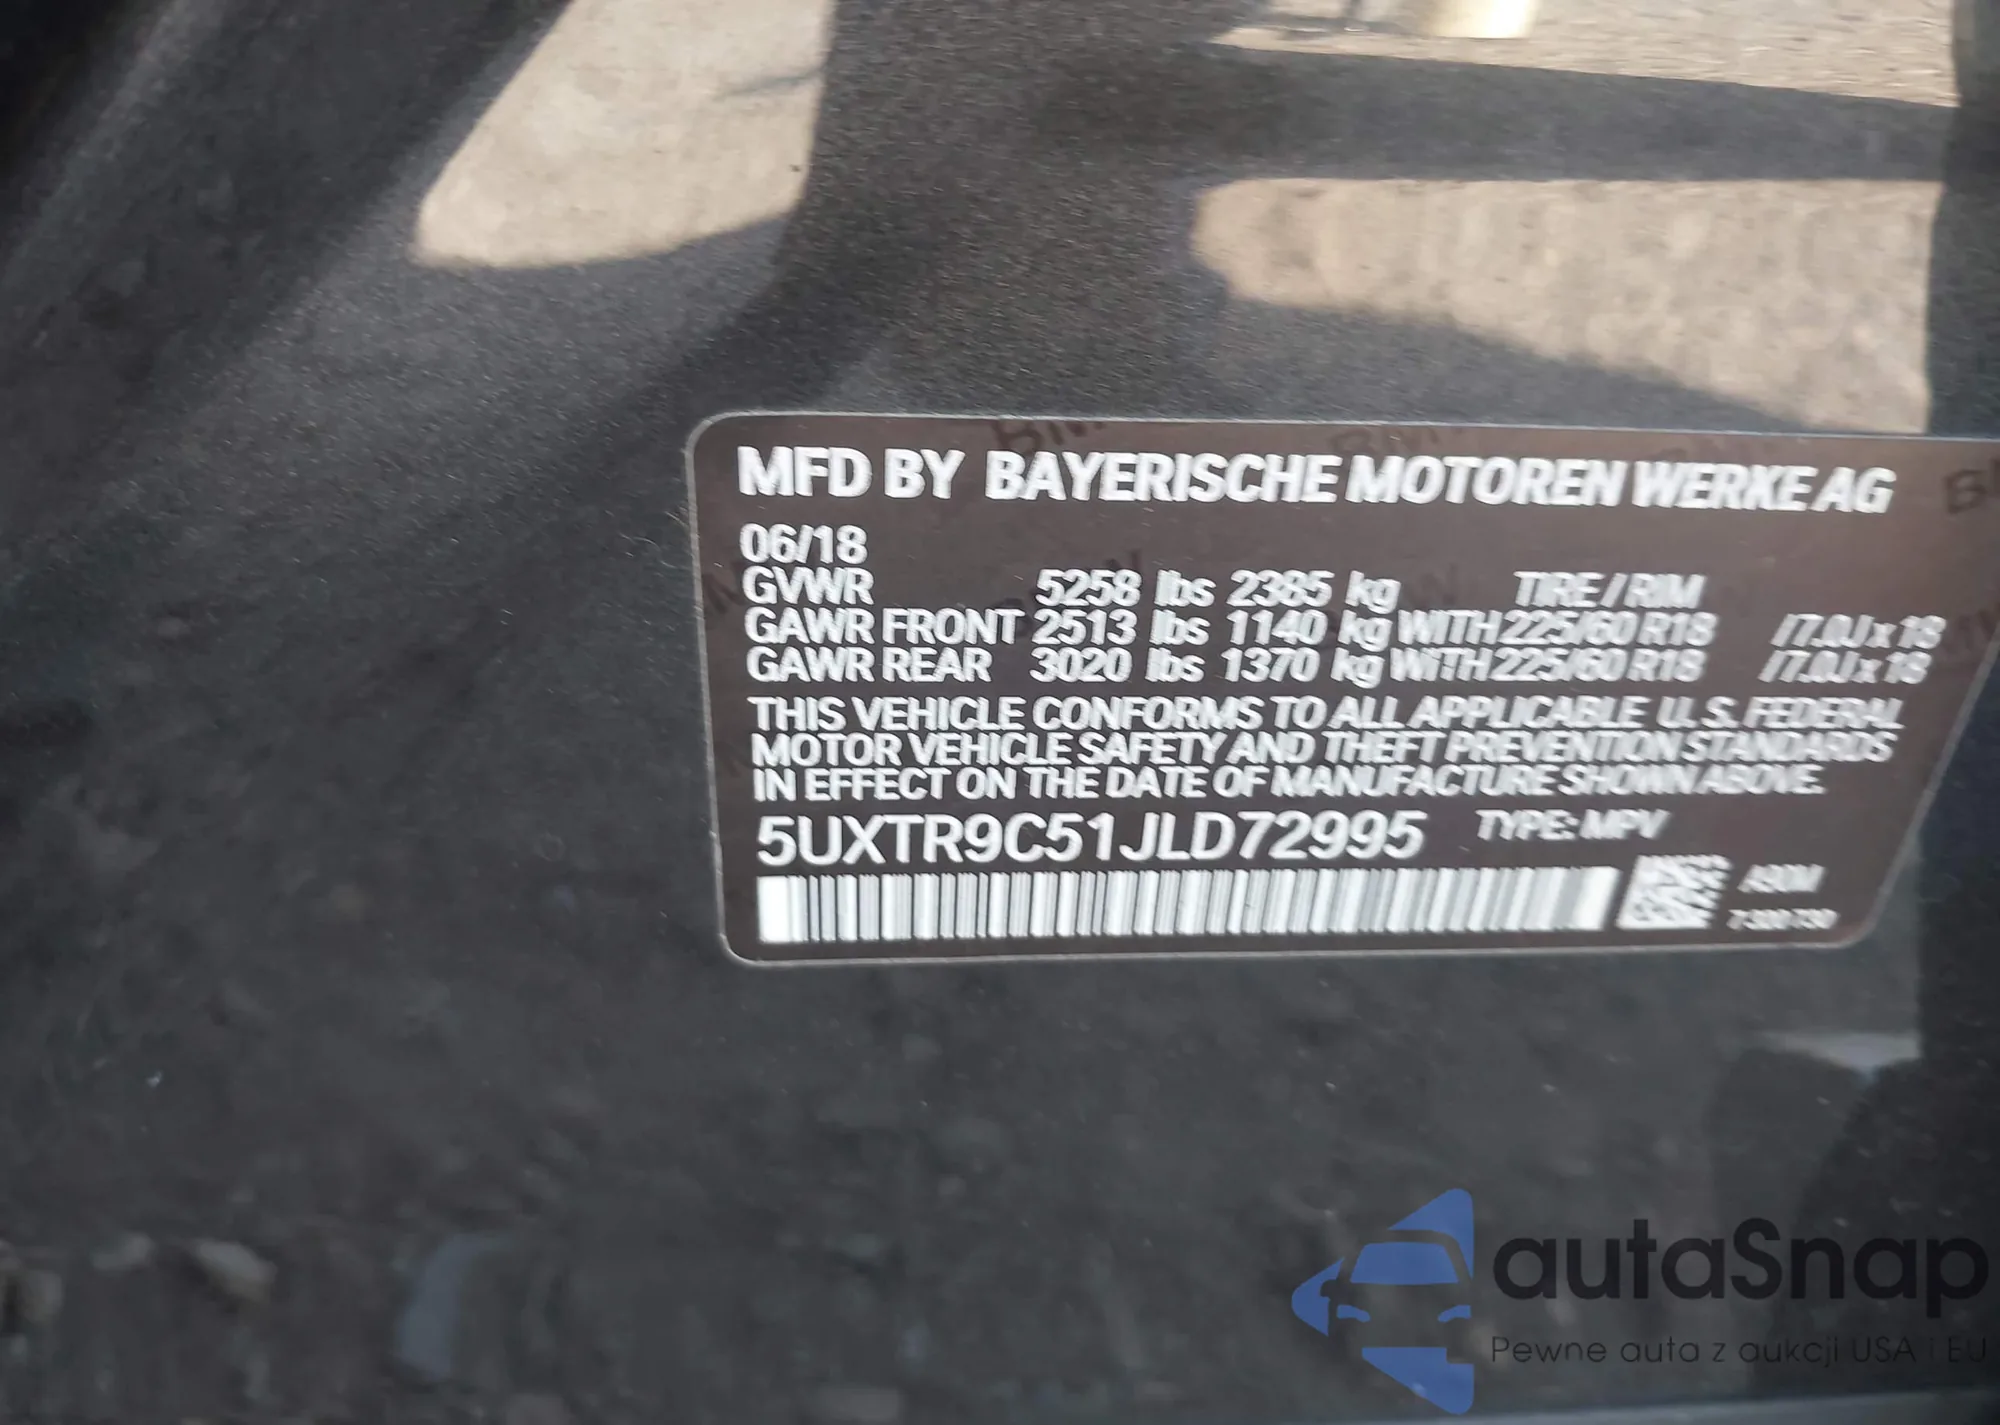 MFD BY BAYERISCHE MOTOREN WERKE AG
06/18
GVWR 5258 lbs 2385 kg TIRE / RIM
GAWR FRONT 2513 lbs 1140 kg WITH 225/60 R18 /7.0J x 18
GAWR REAR 3020 lbs 1370 kg WITH 225/60 R18 /7.0J x 18
THIS VEHICLE CONFORMS TO ALL APPLICABLE U.S. FEDERAL
MOTOR VEHICLE SAFETY AND THEFT PREVENTION STANDARDS
IN EFFECT ON THE DATE OF MANUFACTURE SHOWN ABOVE.
5UXTR9C51JLD72995 TYPE: MPV
A90M
autaSnap
Pewne auta z aukcji USA i EU